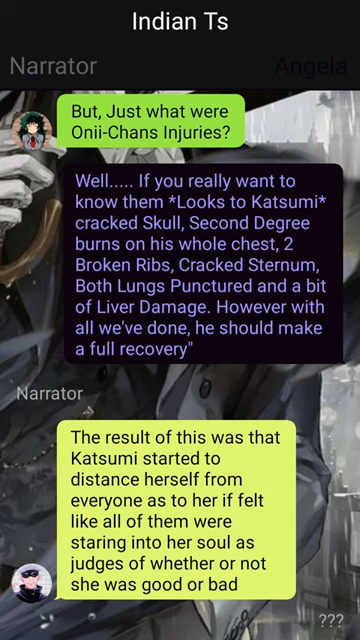 Indian Ts
Narrator
Angela
But, Just what were
Onii-Chans Injuries?
Well..... If you really want to
know them *Looks to Katsumi*
cracked Skull, Second Degree
burns on his whole chest, 2
Broken Ribs, Cracked Sternum,
Both Lungs Punctured and a bit
of Liver Damage. However with
all we've done, he should make
a full recovery"
Narrator
The result of this was that
Katsumi started to
distance herself from
everyone as to her if felt
like all of them were
staring into her soul as
judges of whether or not
she was good or bad
???